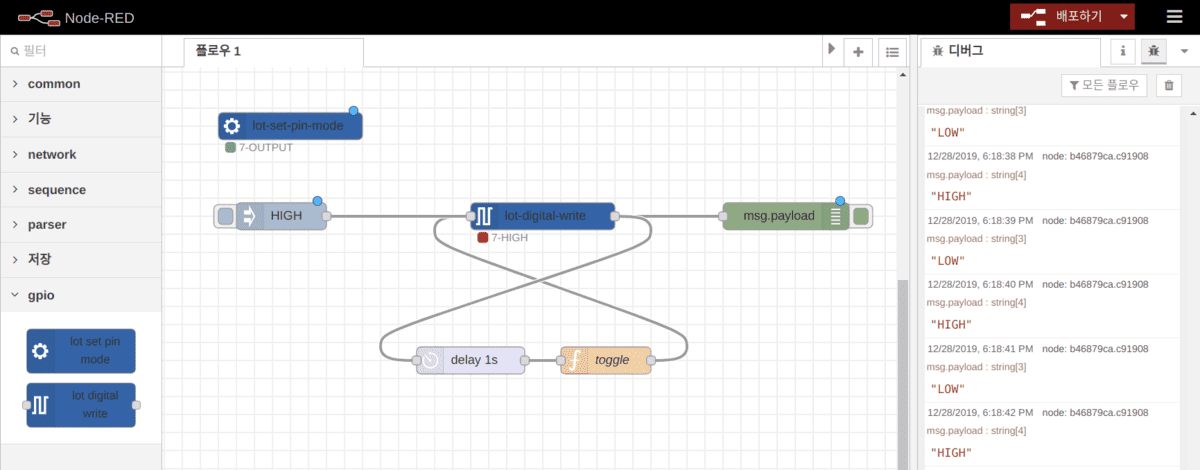 Node-RED
배포하기
필터
common
기능
network
sequence
parser
저장
gpio
lot set pin
mode
lot digital
write
플로우 1
lot-set-pin-mode
7-OUTPUT
HIGH
lot-digital-write
7-HIGH
msg.payload
delay 1s
toggle
디버그
모든 플로우
msg.payload : string[3]
"LOW"
12/28/2019, 6:18:38 PM node: b46879ca.c91908
msg.payload : string[4]
"HIGH"
12/28/2019, 6:18:39 PM node: b46879ca.c91908
msg.payload : string[3]
"LOW"
12/28/2019, 6:18:40 PM node: b46879ca.c91908
msg.payload : string[4]
"HIGH"
12/28/2019, 6:18:41 PM node: b46879ca.c91908
msg.payload : string[3]
"LOW"
12/28/2019, 6:18:42 PM node: b46879ca.c91908
msg.payload : string[4]
"HIGH"